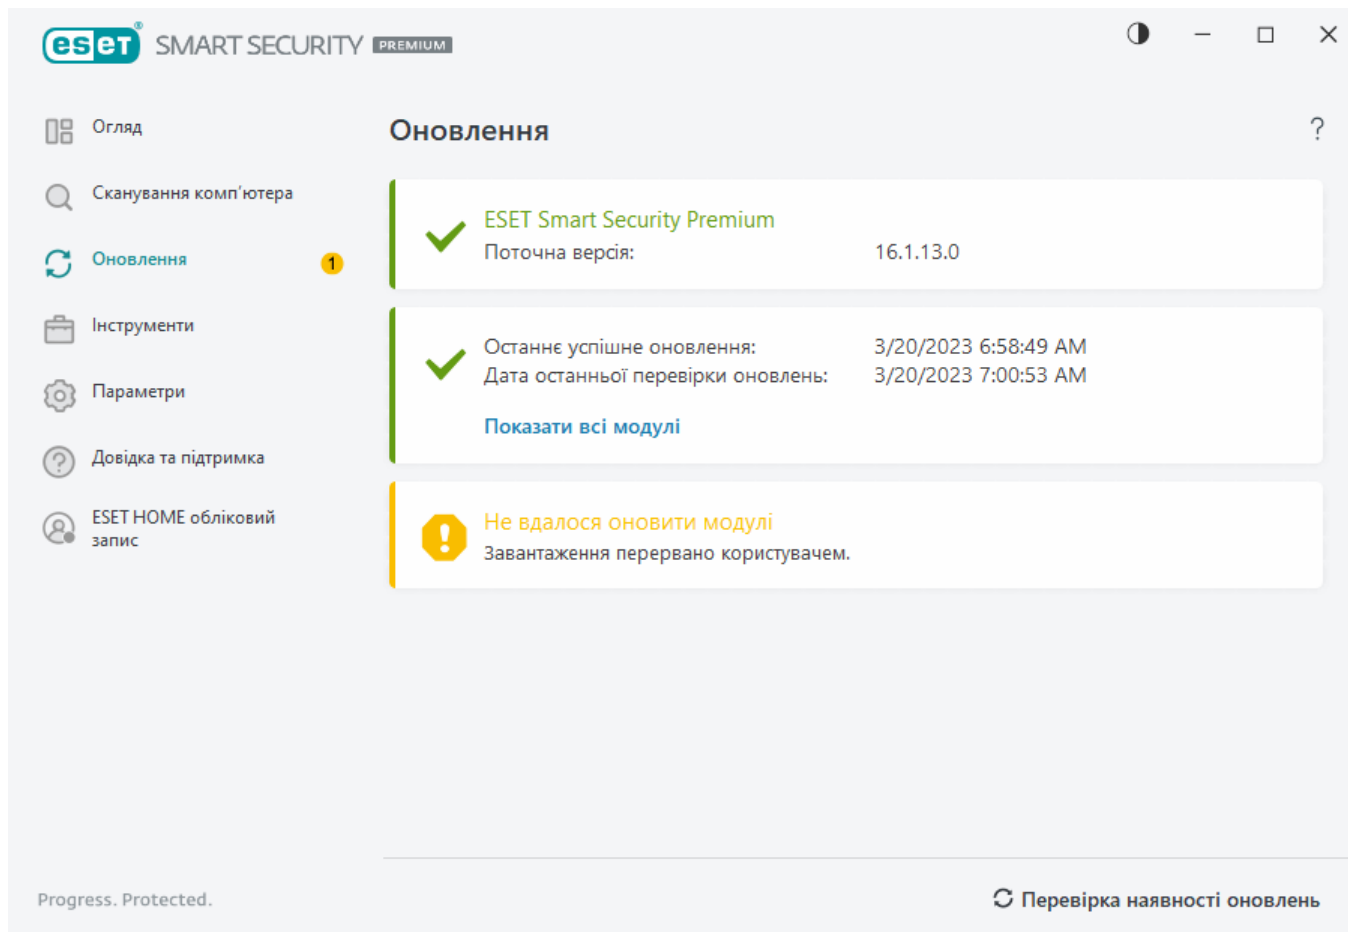 eset® SMART SECURITY PREMIUM
Огляд
Сканування комп'ютера
Оновлення 1
Інструменти
Параметри
Довідка та підтримка
ESET HOME обліковий
запис
Оновлення ?
ESET Smart Security Premium
Поточна версія: 16.1.13.0
Останнє успішне оновлення: 3/20/2023 6:58:49 AM
Дата останньої перевірки оновлень: 3/20/2023 7:00:53 AM
Показати всі модулі
Не вдалося оновити модулі
Завантаження перервано користувачем.
Progress. Protected.
Перевірка наявності оновлень